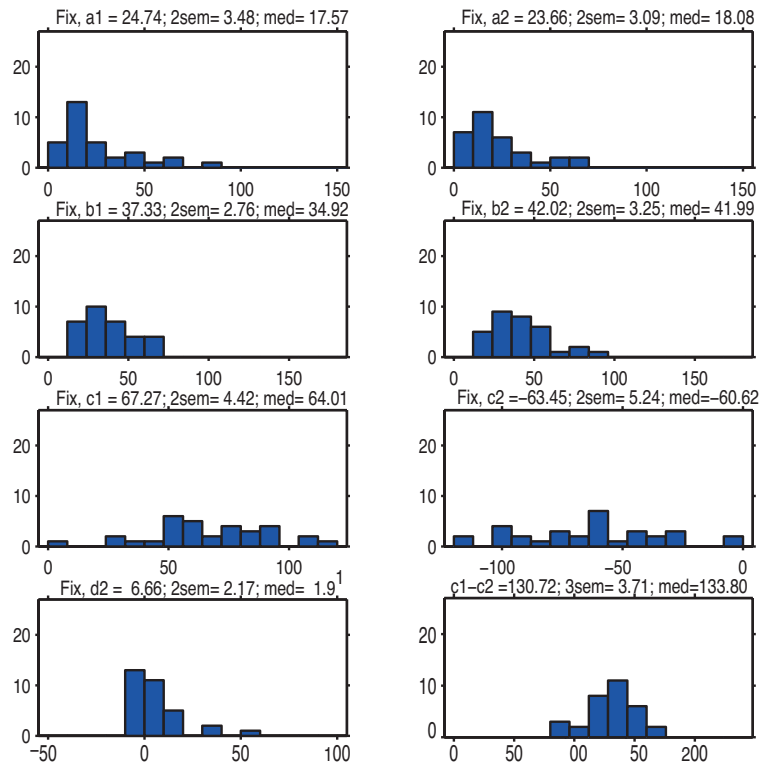 Fix, a1 = 24.74; 2sem= 3.48; med= 17.57
20
10
0
0 50 100 150
Fix, a2 = 23.66; 2sem= 3.09; med= 18.08
20
10
0
0 50 100 150
Fix, b1 = 37.33; 2sem= 2.76; med= 34.92
20
10
0
0 50 100 150
Fix, b2 = 42.02; 2sem= 3.25; med= 41.99
20
10
0
0 50 100 150
Fix, c1 = 67.27; 2sem= 4.42; med= 64.01
20
10
0
0 50 100
Fix, c2 =−63.45; 2sem= 5.24; med=−60.62
20
10
0
−100 −50 0
Fix, d2 = 6.66; 2sem= 2.17; med= 1.91
20
10
0
−50 0 50 100
c1−c2 =130.72; 3sem= 3.71; med=133.80
20
10
0
0 50 00 50 200